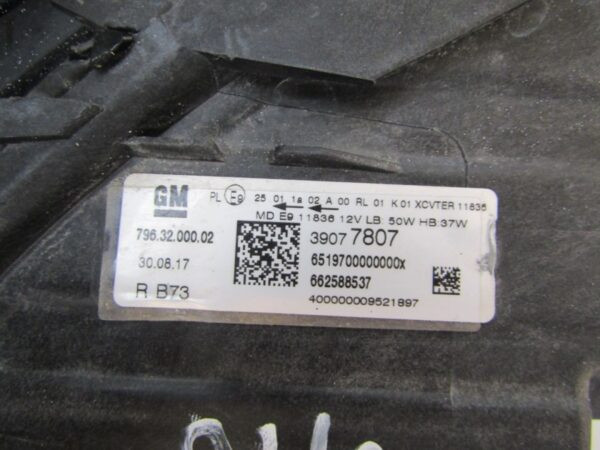 GM PL E9 25 01 1a 02 A 00 RL 01 K 01 XCVTER 11836
MD E9 11836 12V LB: 50W HB:37W
796.32.000.02
39077807
30.08.17
6519700000000x
662588537
R B73
400000009521897